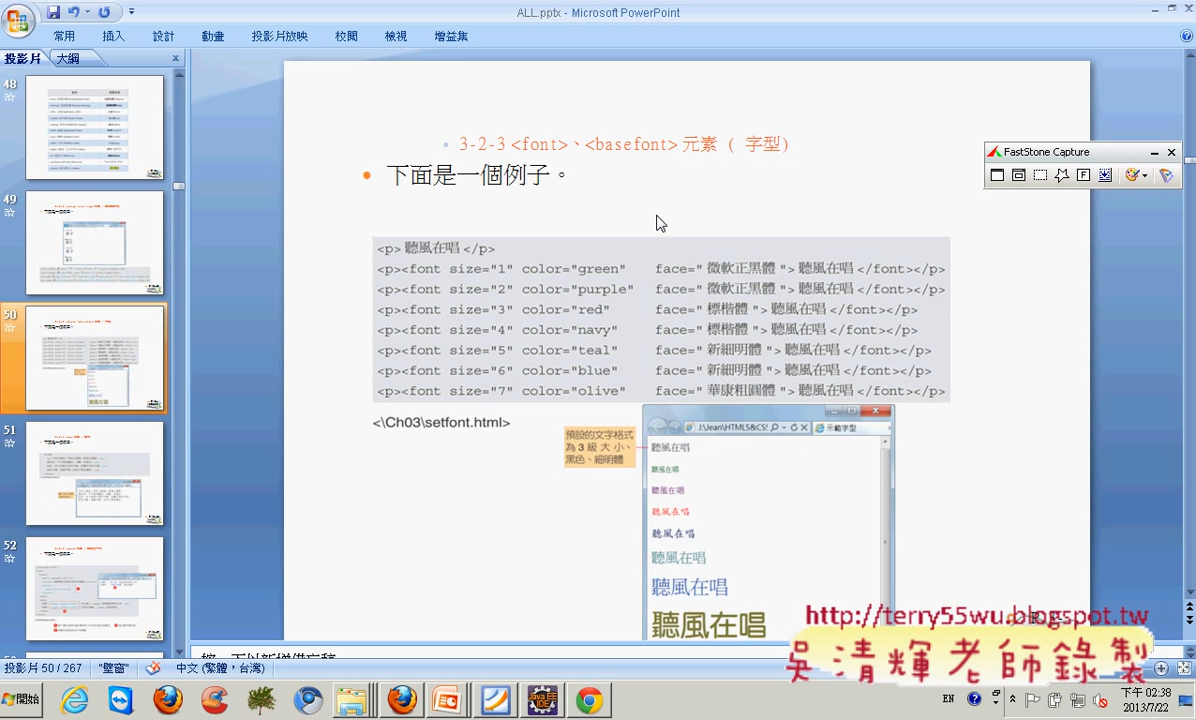 ALL.pptx - Microsoft PowerPoint
常用 插入 設計 動畫 投影片放映 校閱 檢視 增益集
投影片 大綱
48
49
50
51
52
3-2-3 <font>、<basefont> 元素 ( 字型)
下面是一個例子。
<p> 聽風在唱 </p>
<p><font size="1" color="green" face=" 微軟正黑體 "> 聽風在唱 </font></p>
<p><font size="2" color="purple" face=" 微軟正黑體 "> 聽風在唱 </font></p>
<p><font size="3" color="red" face=" 標楷體 "> 聽風在唱 </font></p>
<p><font size="4" color="navy" face=" 標楷體 "> 聽風在唱 </font></p>
<p><font size="5" color="teal" face=" 新細明體 "> 聽風在唱 </font></p>
<p><font size="6" color="blue" face=" 新細明體 "> 聽風在唱 </font></p>
<p><font size="7" color="olive" face=" 華康粗圓體 "> 聽風在唱 </font></p>
<\Ch03\setfont.html>
預設的文字格式
為 3 級 大 小、
黑色、細明體
J:\Jean\HTML5&CS! 示範字型
聽風在唱
聽風在唱
聽風在唱
聽風在唱
聽風在唱
聽風在唱
聽風在唱
聽風在唱
FastStone Capture
http://terry55wu.blogspot.tw
吳清輝老師錄製
投影片 50 / 267 "壁窗" 中文 (繁體，台灣)
開始 EN 下午 02:38
2013/7/22